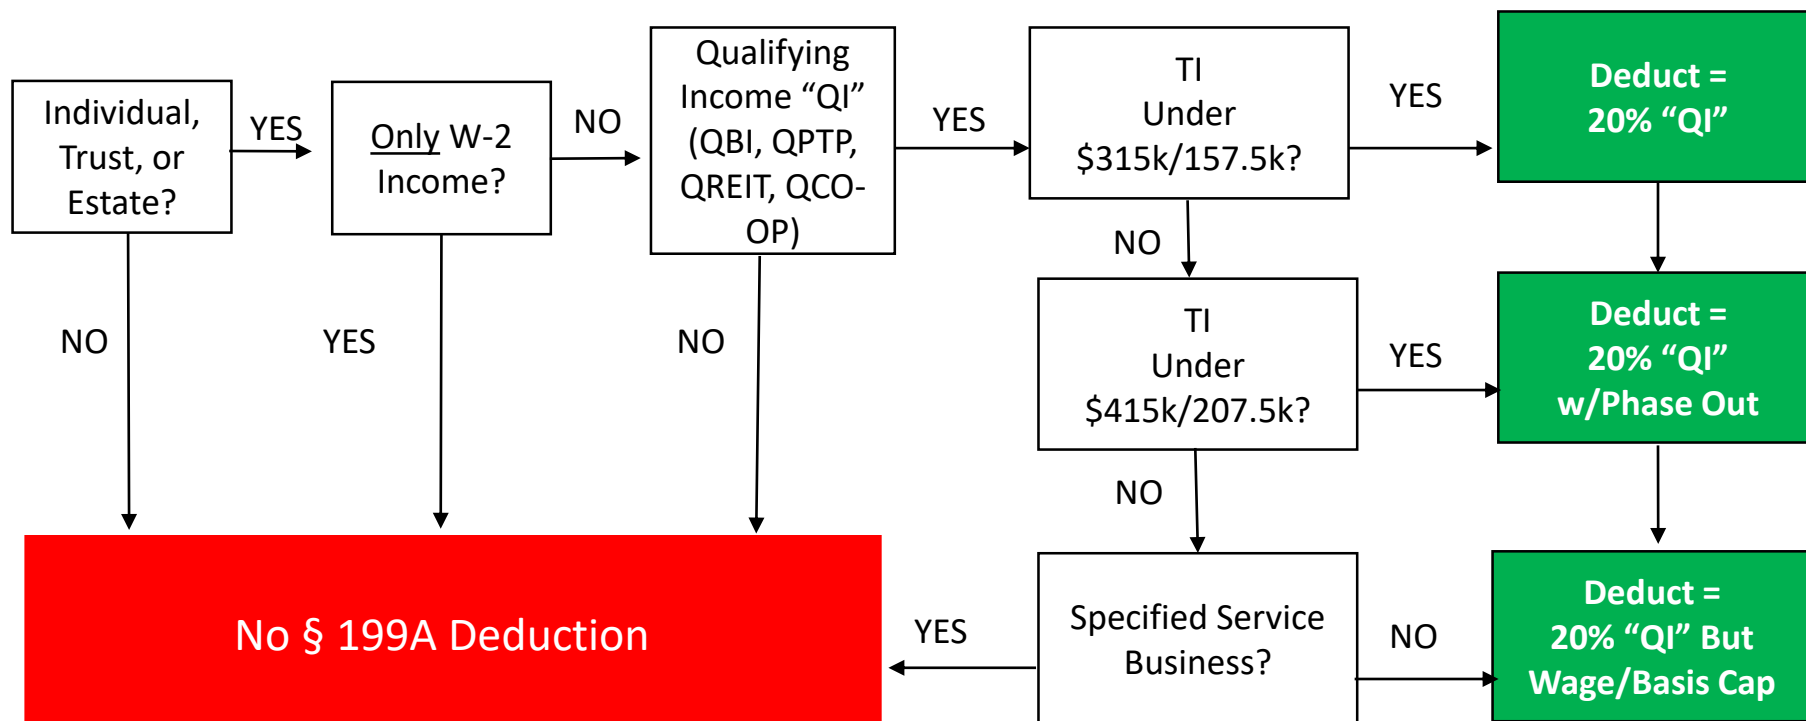 Individual,
Trust, or
Estate?
YES
Only W-2
Income?
NO
Qualifying
Income “QI”
(QBI, QPTP,
QREIT, QCO-
OP)
YES
TI
Under
$315k/157.5k?
YES
Deduct =
20% “QI”
NO
NO
YES
NO
TI
Under
$415k/207.5k?
YES
Deduct =
20% “QI”
w/Phase Out
NO
No § 199A Deduction
YES
Specified Service
Business?
NO
Deduct =
20% “QI” But
Wage/Basis Cap